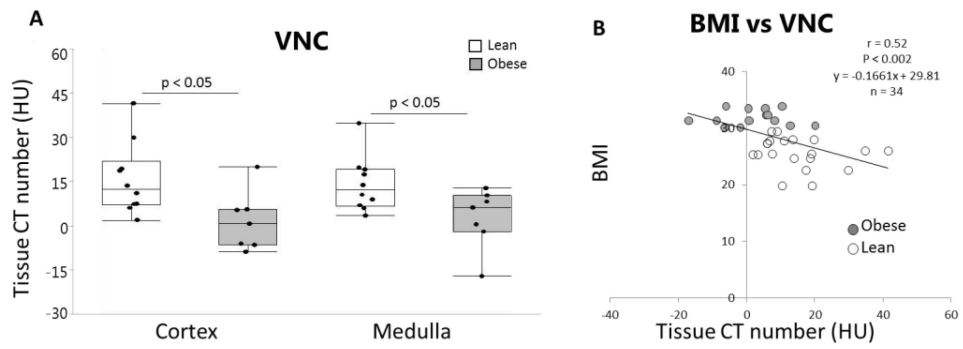 A
VNC
Lean
Obese
p < 0.05
p < 0.05
Tissue CT number (HU)
60
45
30
15
0
-15
-30
Cortex
Medulla
B
BMI vs VNC
r = 0.52
P < 0.002
y = -0.1661x + 29.81
n = 34
BMI
40
30
20
10
0
Obese
Lean
-40
-20
0
20
40
60
Tissue CT number (HU)